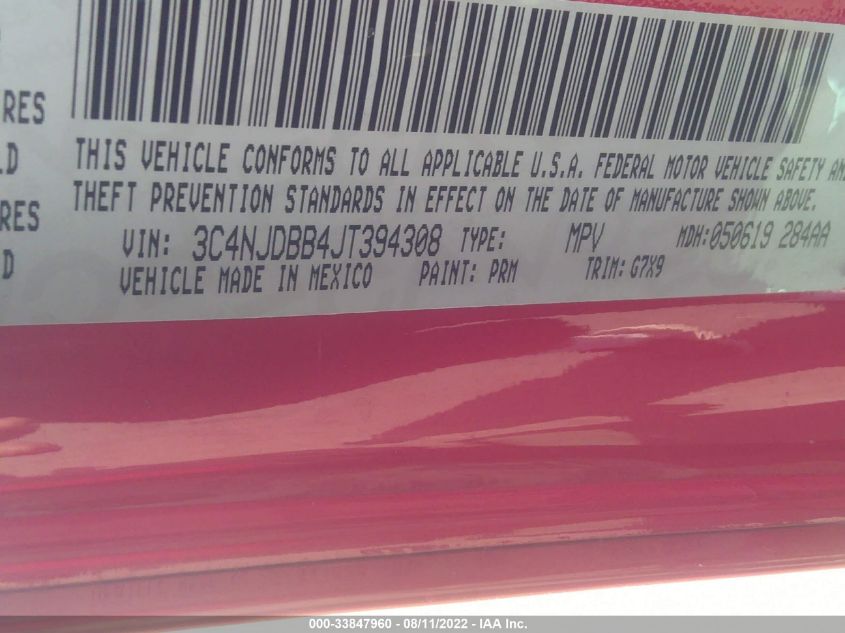 RES
LD
RES
D
THIS VEHICLE CONFORMS TO ALL APPLICABLE U.S.A. FEDERAL MOTOR VEHICLE SAFETY AND
THEFT PREVENTION STANDARDS IN EFFECT ON THE DATE OF MANUFACTURE SHOWN ABOVE.
VIN: 3C4NJDBB4JT394308 TYPE: MPV MDH:050619 284AA
VEHICLE MADE IN MEXICO PAINT: PRM TRIM: G7X9
000-33847960 - 08/11/2022 - IAA Inc.